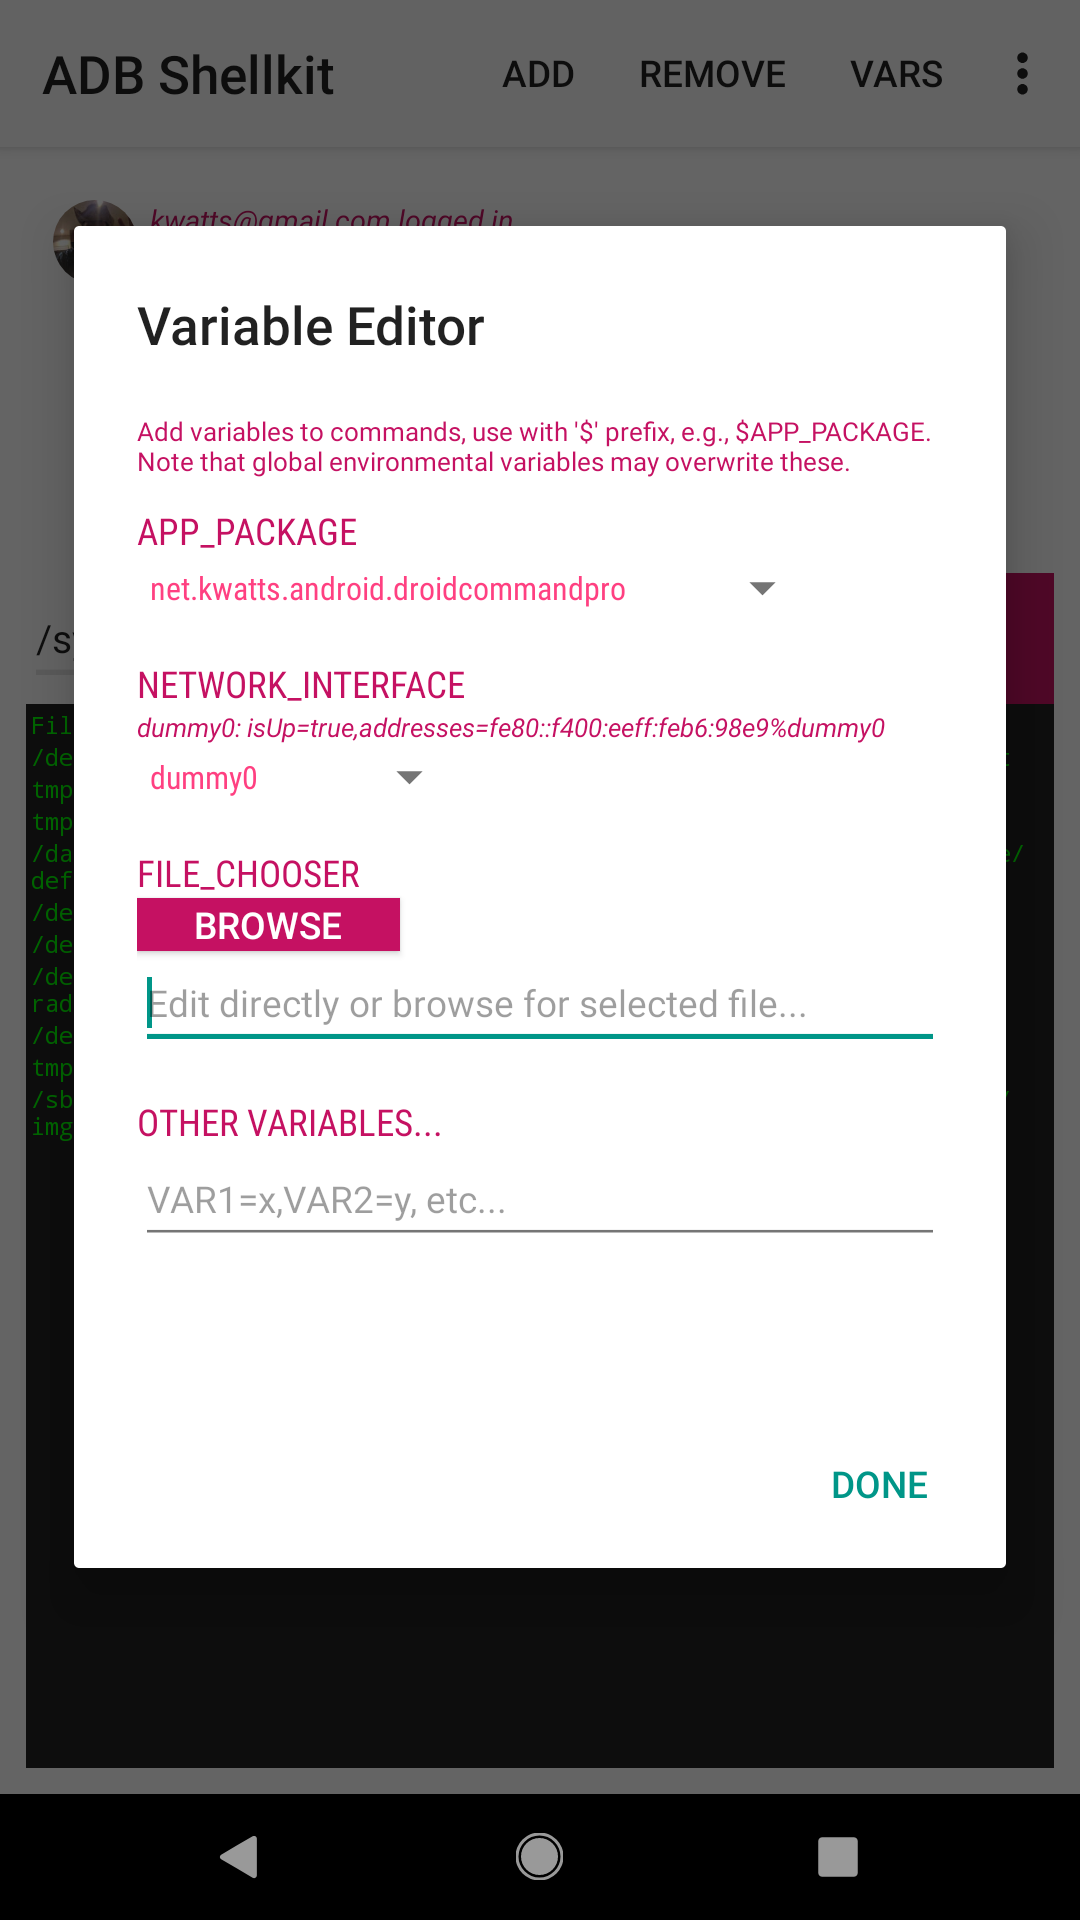 ADB Shellkit ADD REMOVE VARS
kwatts@gmail.com logged in
Variable Editor
Add variables to commands, use with '$' prefix, e.g., $APP_PACKAGE.
Note that global environmental variables may overwrite these.
APP_PACKAGE
net.kwatts.android.droidcommandpro
NETWORK_INTERFACE
dummy0: isUp=true,addresses=fe80::f400:eeff:feb6:98e9%dummy0
dummy0
FILE_CHOOSER
BROWSE
Edit directly or browse for selected file...
OTHER VARIABLES...
VAR1=x,VAR2=y, etc...
DONE
/s
Fil
/de
tmp
tmp
/da e/
def
/de
/de
/de
rad
/de
tmp
/sb
img